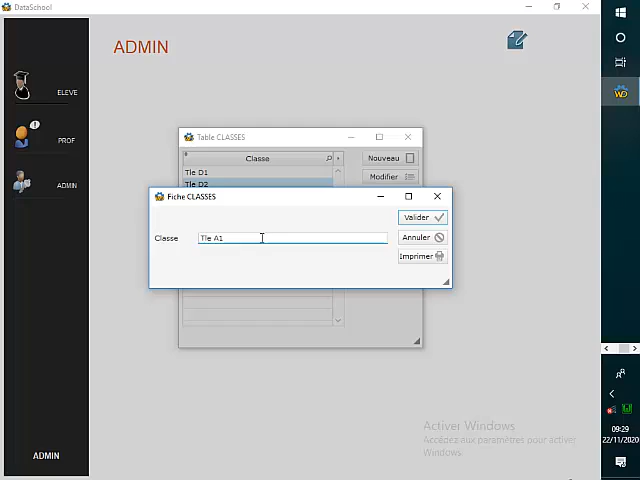 DataSchool
ADMIN
ELEVE
PROF
ADMIN
ADMIN
Table CLASSES
Classe
Nouveau
Modifier
Tle D1
Tle D2
Fiche CLASSES
Classe
Tle A1
Valider
Annuler
Imprimer
Activer Windows
Accédez aux paramètres pour activer
Windows.
WD
09:29
22/11/2020